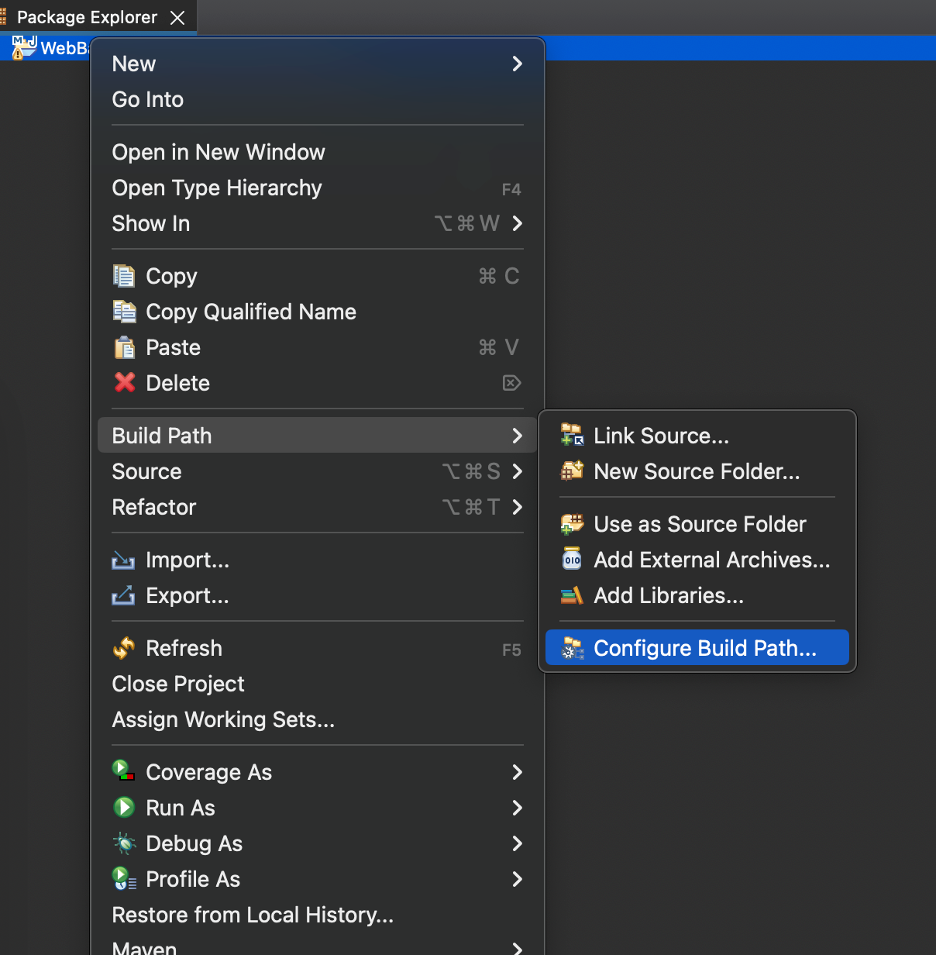 Package Explorer
WebBa
New
Go Into
Open in New Window
Open Type Hierarchy F4
Show In ⌥⌘W
Copy ⌘C
Copy Qualified Name
Paste ⌘V
Delete
Build Path
Source ⌥⌘S
Refactor ⌥⌘T
Import...
Export...
Refresh F5
Close Project
Assign Working Sets...
Coverage As
Run As
Debug As
Profile As
Restore from Local History...
Maven
Link Source...
New Source Folder...
Use as Source Folder
Add External Archives...
Add Libraries...
Configure Build Path...